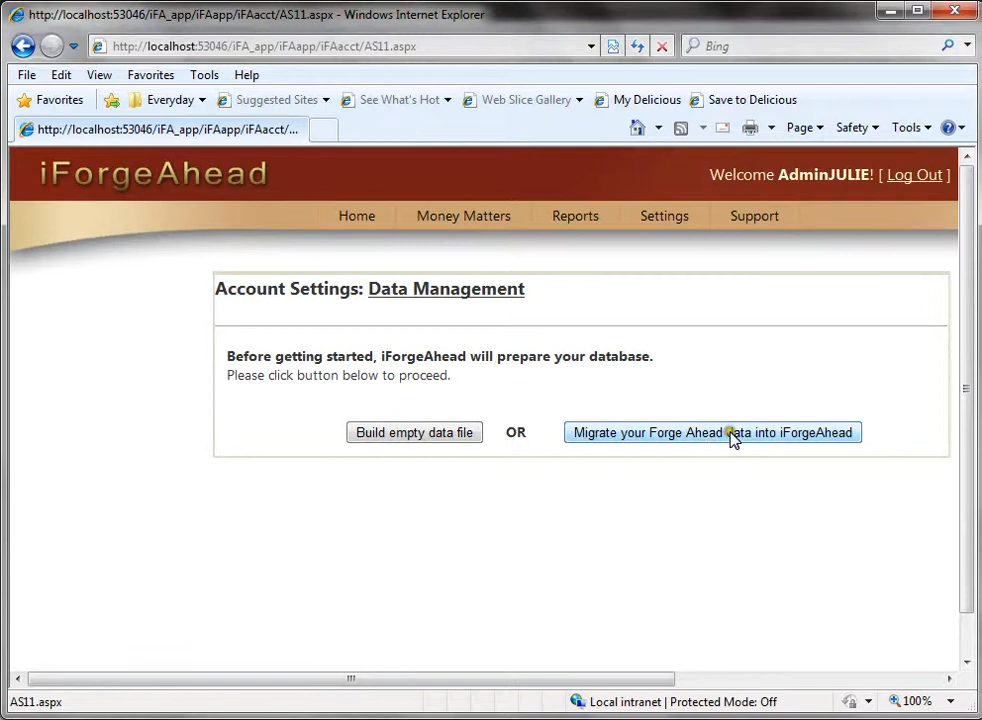 http://localhost:53046/iFA_app/iFAapp/iFAacct/AS11.aspx - Windows Internet Explorer
http://localhost:53046/iFA_app/iFAapp/iFAacct/AS11.aspx
Bing
File Edit View Favorites Tools Help
Favorites Everyday Suggested Sites See What's Hot Web Slice Gallery My Delicious Save to Delicious
http://localhost:53046/iFA_app/iFAapp/iFAacct/...
Page Safety Tools
iForgeAhead
Welcome AdminJULIE! [ Log Out ]
Home Money Matters Reports Settings Support
Account Settings: Data Management
Before getting started, iForgeAhead will prepare your database.
Please click button below to proceed.
Build empty data file OR Migrate your Forge Ahead data into iForgeAhead
AS11.aspx
Local intranet | Protected Mode: Off
100%